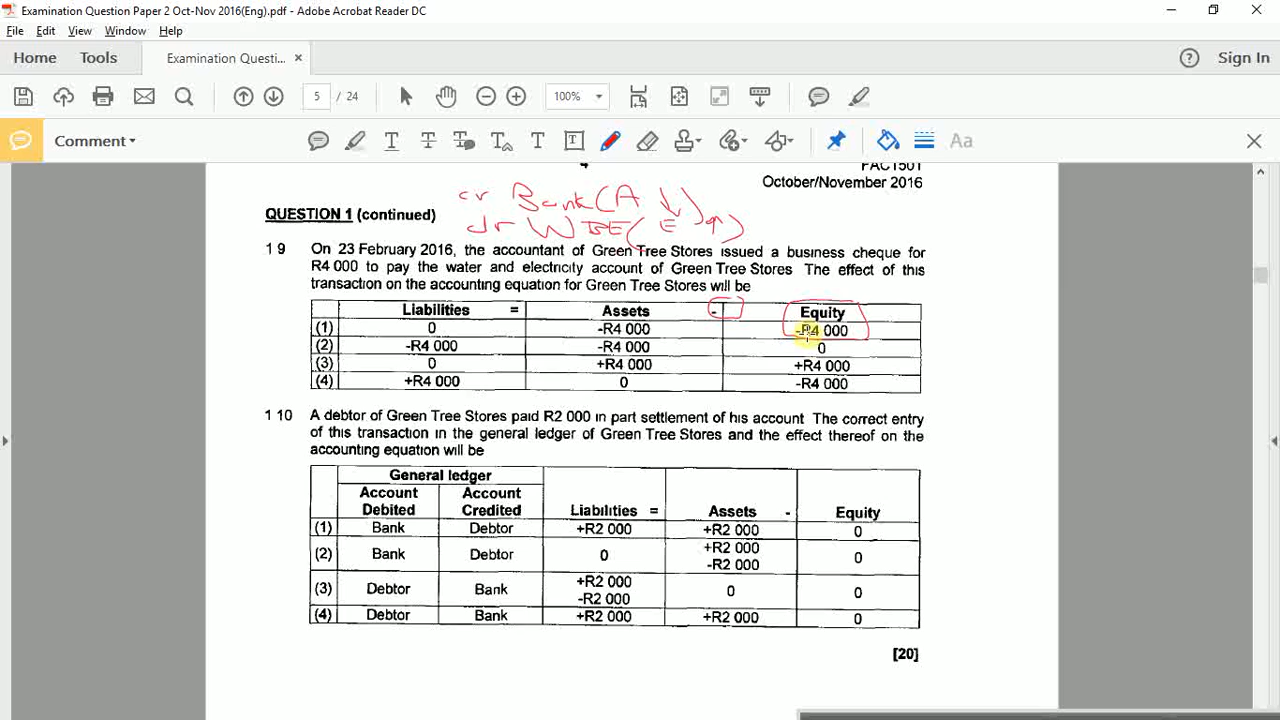 Examination Question Paper 2 Oct-Nov 2016(Eng).pdf - Adobe Acrobat Reader DC
File Edit View Window Help
Home Tools Examination Questi... × ? Sign In
5 / 24 100%
Comment T T T T T T Aa
4
FAC1501
October/November 2016
cr Bank (A ↓)
dr W & E (E ↑)
QUESTION 1 (continued)
1 9 On 23 February 2016, the accountant of Green Tree Stores issued a business cheque for
R4 000 to pay the water and electricity account of Green Tree Stores The effect of this
transaction on the accounting equation for Green Tree Stores will be
Liabilities = Assets - Equity
(1) 0 -R4 000 -R4 000
(2) -R4 000 -R4 000 0
(3) 0 +R4 000 +R4 000
(4) +R4 000 0 -R4 000
1 10 A debtor of Green Tree Stores paid R2 000 in part settlement of his account The correct entry
of this transaction in the general ledger of Green Tree Stores and the effect thereof on the
accounting equation will be
General ledger
Account Debited Account Credited Liabilities = Assets - Equity
(1) Bank Debtor +R2 000 +R2 000 0
(2) Bank Debtor 0 +R2 000 -R2 000 0
(3) Debtor Bank +R2 000 -R2 000 0 0
(4) Debtor Bank +R2 000 +R2 000 0
[20]